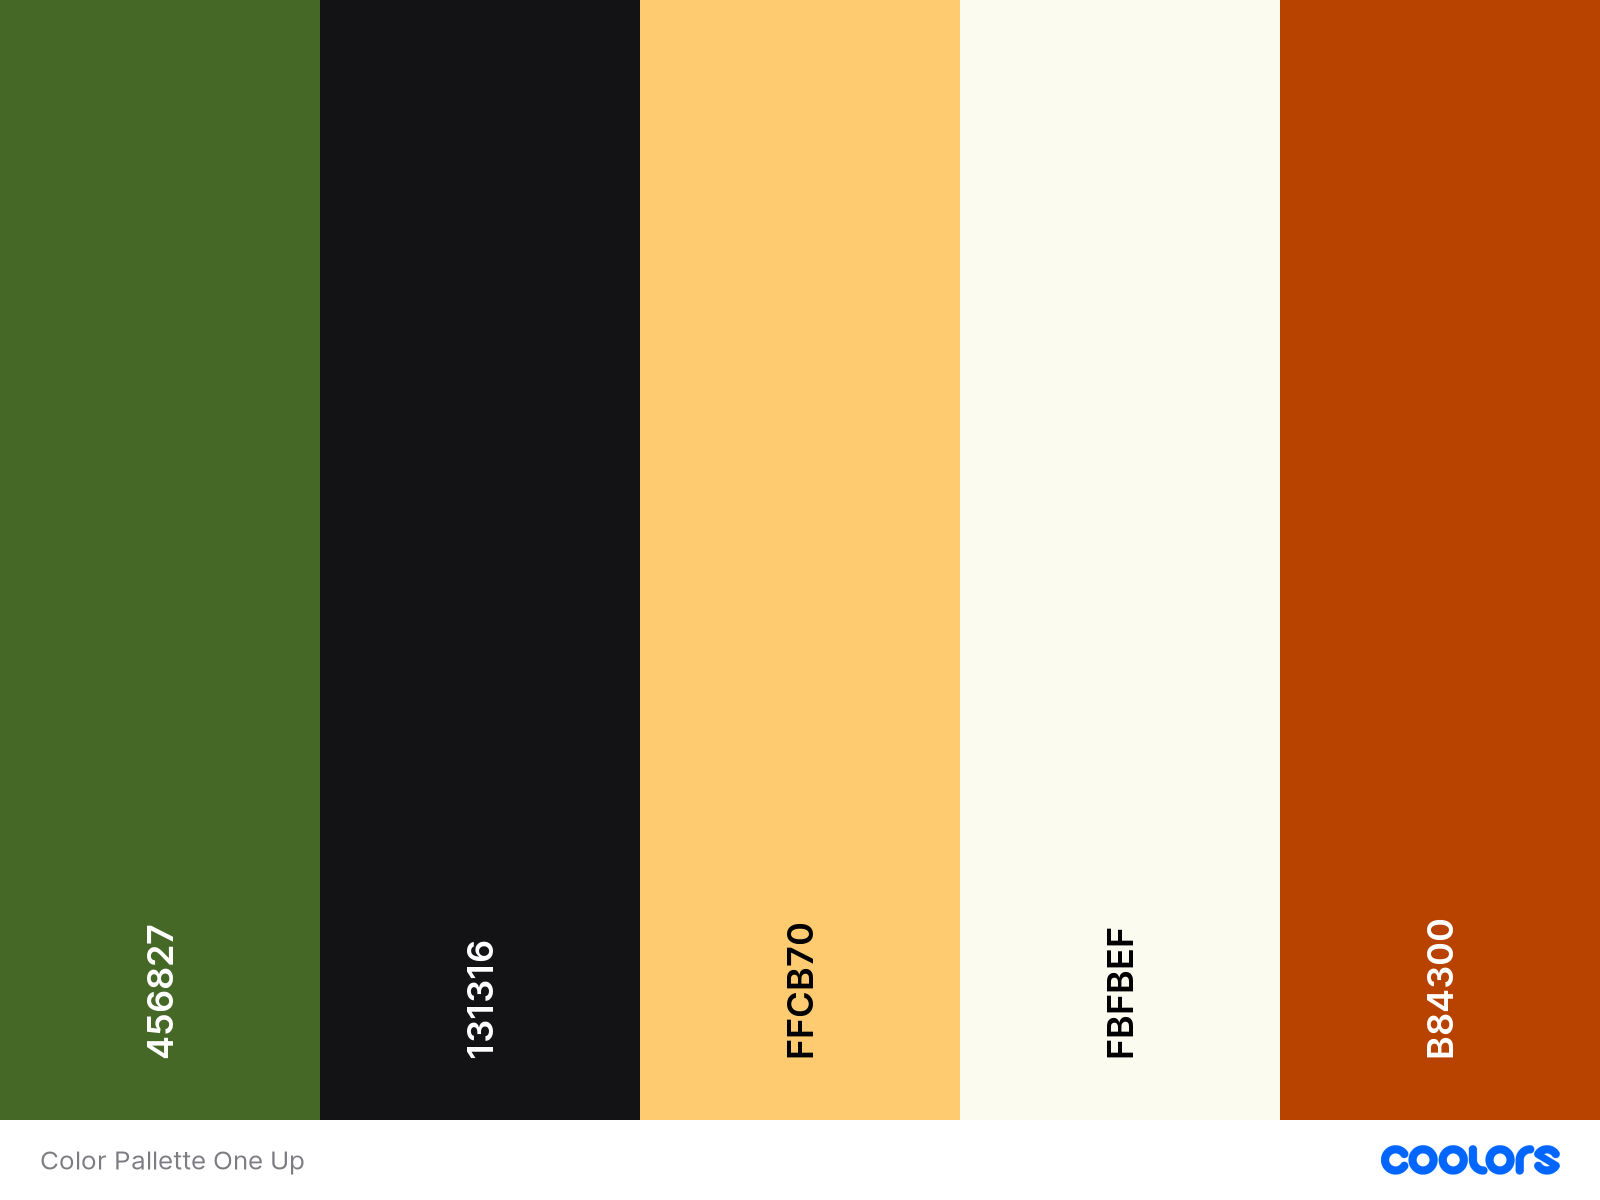 456827
131316
FFCB70
FBFBEF
B84300
Color Pallette One Up
coolors